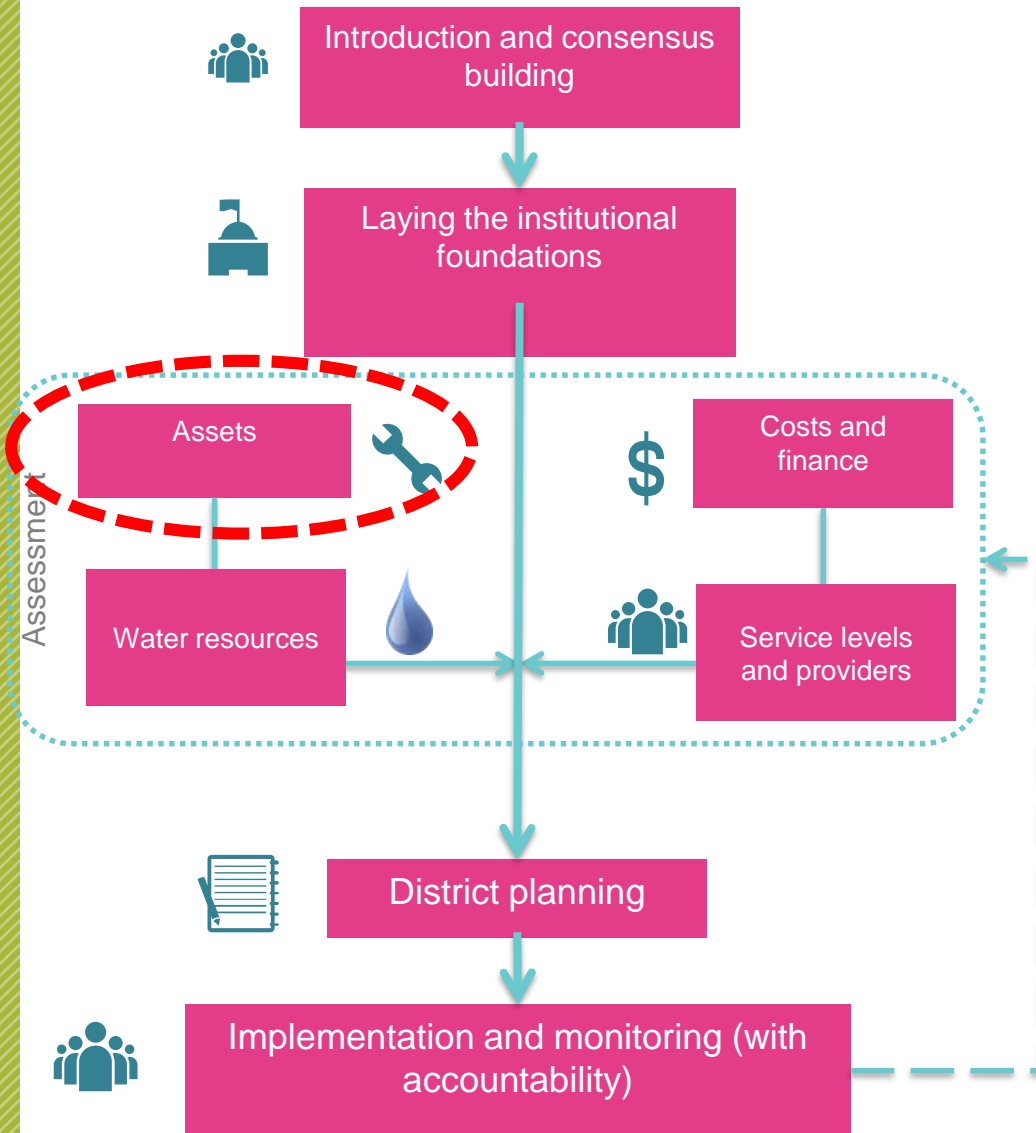 Introduction and consensus
building
Laying the institutional
foundations
Assessment
Assets
Costs and
finance
$
Water resources
Service levels
and providers
District planning
Implementation and monitoring (with
accountability)